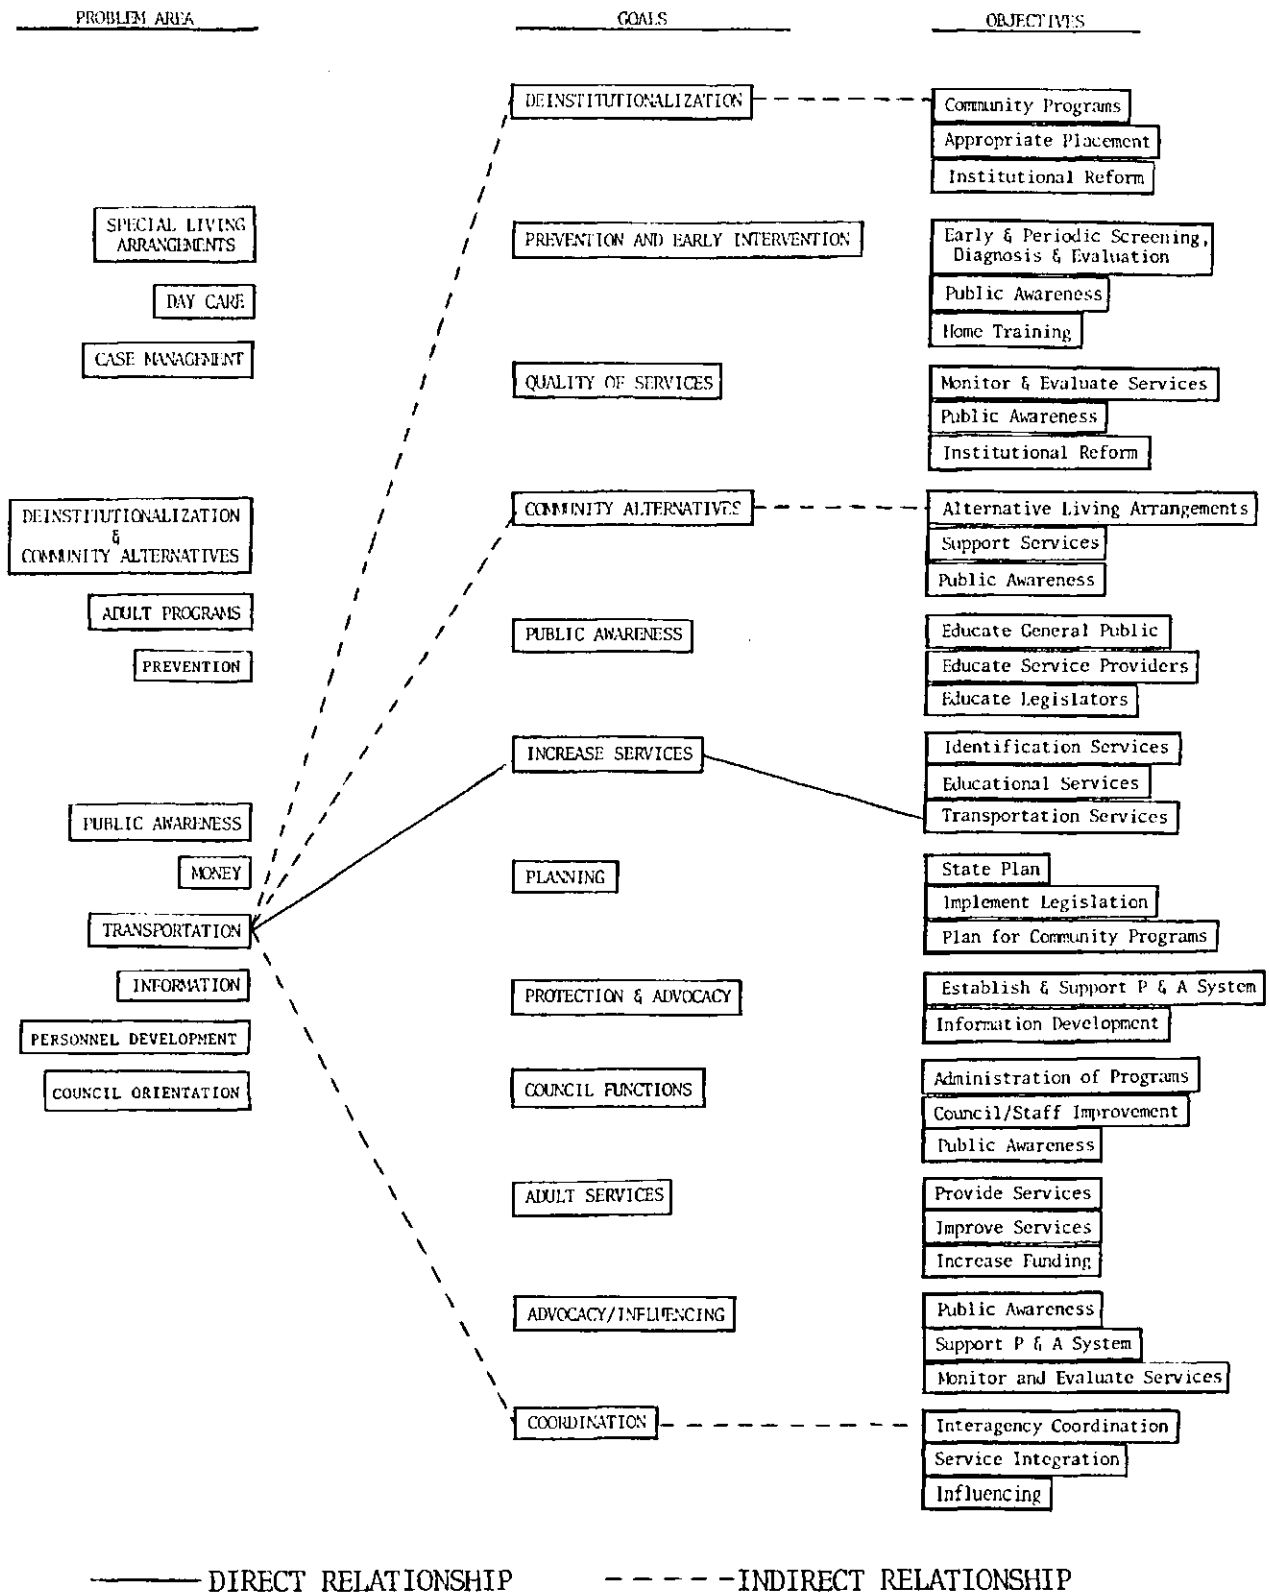 PROBLEM AREA
GOALS
OBJECTIVES
DEINSTITUTIONALIZATION
Community Programs
Appropriate Placement
Institutional Reform
SPECIAL LIVING
ARRANGEMENTS
DAY CARE
CASE MANAGEMENT
PREVENTION AND EARLY INTERVENTION
Early & Periodic Screening,
Diagnosis & Evaluation
Public Awareness
Home Training
QUALITY OF SERVICES
Monitor & Evaluate Services
Public Awareness
Institutional Reform
DEINSTITUTIONALIZATION
&
COMMUNITY ALTERNATIVES
ADULT PROGRAMS
PREVENTION
COMMUNITY ALTERNATIVES
Alternative Living Arrangements
Support Services
Public Awareness
PUBLIC AWARENESS
Educate General Public
Educate Service Providers
Educate Legislators
INCREASE SERVICES
Identification Services
Educational Services
Transportation Services
PUBLIC AWARENESS
MONEY
TRANSPORTATION
INFORMATION
PERSONNEL DEVELOPMENT
COUNCIL ORIENTATION
PLANNING
State Plan
Implement Legislation
Plan for Community Programs
PROTECTION & ADVOCACY
Establish & Support P & A System
Information Development
COUNCIL FUNCTIONS
Administration of Programs
Council/Staff Improvement
Public Awareness
ADULT SERVICES
Provide Services
Improve Services
Increase Funding
ADVOCACY/INFLUENCING
Public Awareness
Support P & A System
Monitor and Evaluate Services
COORDINATION
Interagency Coordination
Service Integration
Influencing
DIRECT RELATIONSHIP
INDIRECT RELATIONSHIP